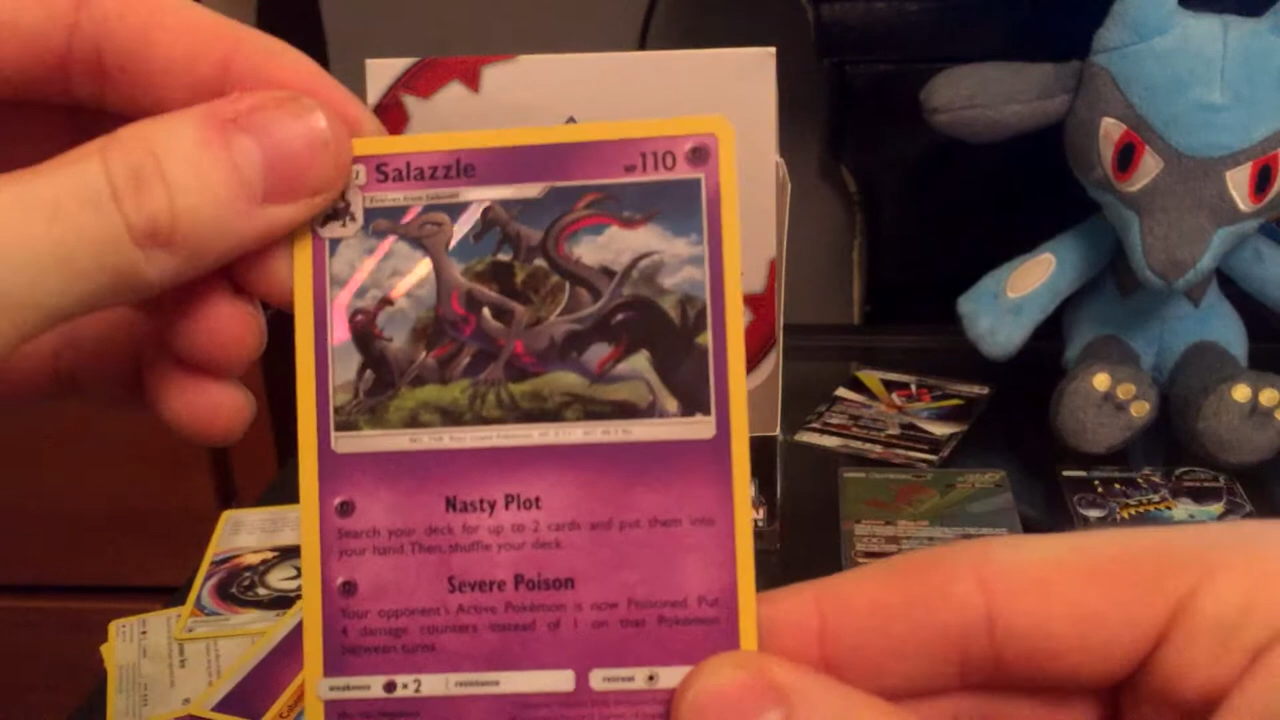 Salazzle
HP110
Evolves from Salandit
Nasty Plot
Search your deck for up to 2 cards and put them into
your hand. Then, shuffle your deck.
Severe Poison
Your opponent's Active Pokémon is now Poisoned. Put
4 damage counters instead of 1 on that Pokémon
between turns.
weakness ×2 resistance retreat